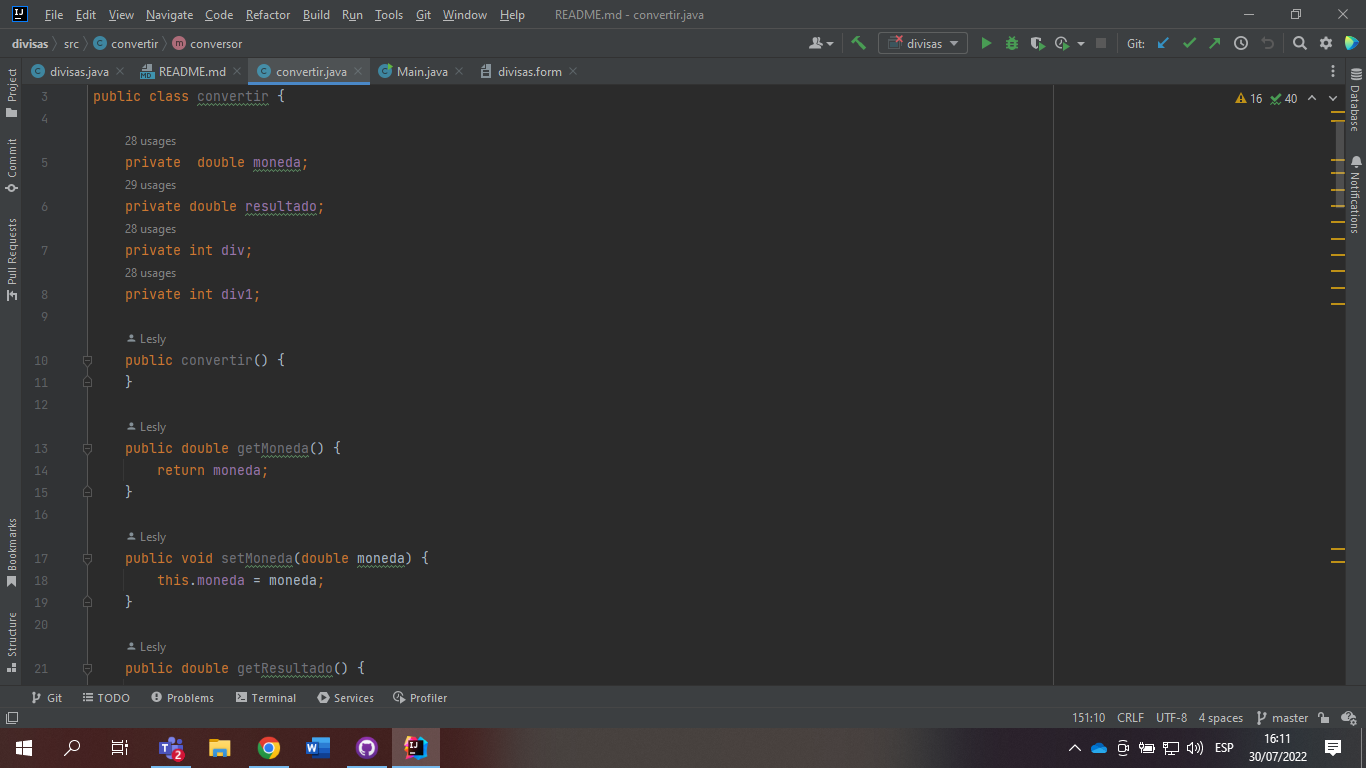 File Edit View Navigate Code Refactor Build Run Tools Git Window Help README.md - convertir.java
divisas src convertir m conversor divisas Git:
divisas.java README.md convertir.java Main.java divisas.form
3 public class convertir {
16 40
4
28 usages
5 private double moneda;
29 usages
6 private double resultado;
28 usages
7 private int div;
28 usages
8 private int div1;
9
Lesly
10 public convertir() {
11 }
12
Lesly
13 public double getMoneda() {
14 return moneda;
15 }
16
Lesly
17 public void setMoneda(double moneda) {
18 this.moneda = moneda;
19 }
20
Lesly
21 public double getResultado() {
Project
Commit
Pull Requests
Bookmarks
Structure
Database
Notifications
Git TODO Problems Terminal Services Profiler
151:10 CRLF UTF-8 4 spaces master
2
ESP
16:11
30/07/2022